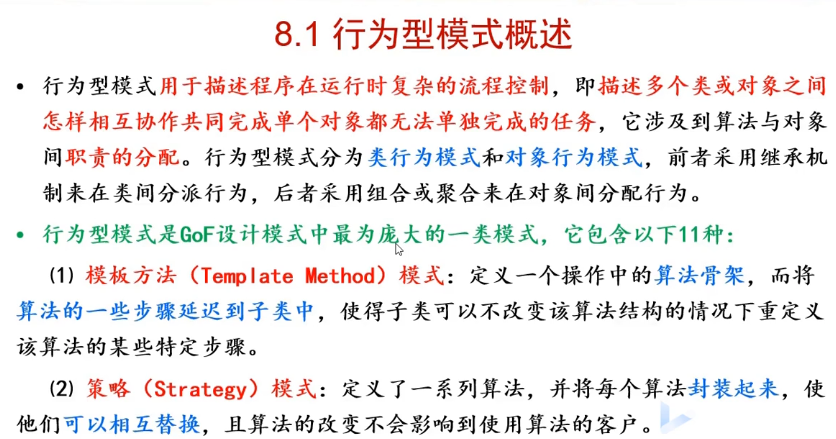 8.1 行为型模式概述
• 行为型模式用于描述程序在运行时复杂的流程控制，即描述多个类或对象之间
怎样相互协作共同完成单个对象都无法单独完成的任务，它涉及到算法与对象
间职责的分配。行为型模式分为类行为模式和对象行为模式，前者采用继承机
制来在类间分派行为，后者采用组合或聚合来在对象间分配行为。
• 行为型模式是GoF设计模式中最为庞大的一类模式，它包含以下11种：
(1) 模板方法（Template Method）模式：定义一个操作中的算法骨架，而将
算法的一些步骤延迟到子类中，使得子类可以不改变该算法结构的情况下重定义
该算法的某些特定步骤。
(2) 策略（Strategy）模式：定义了一系列算法，并将每个算法封装起来，使
他们可以相互替换，且算法的改变不会影响到使用算法的客户。